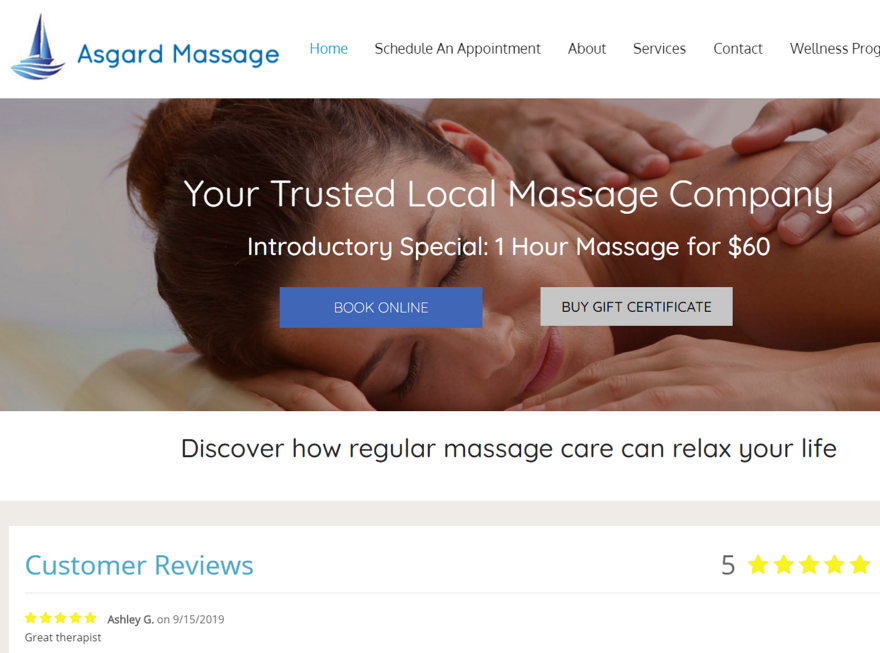 Asgard Massage
Home Schedule An Appointment About Services Contact Wellness Prog
Your Trusted Local Massage Company
Introductory Special: 1 Hour Massage for $60
BOOK ONLINE BUY GIFT CERTIFICATE
Discover how regular massage care can relax your life
Customer Reviews 5
Ashley G. on 9/15/2019
Great therapist